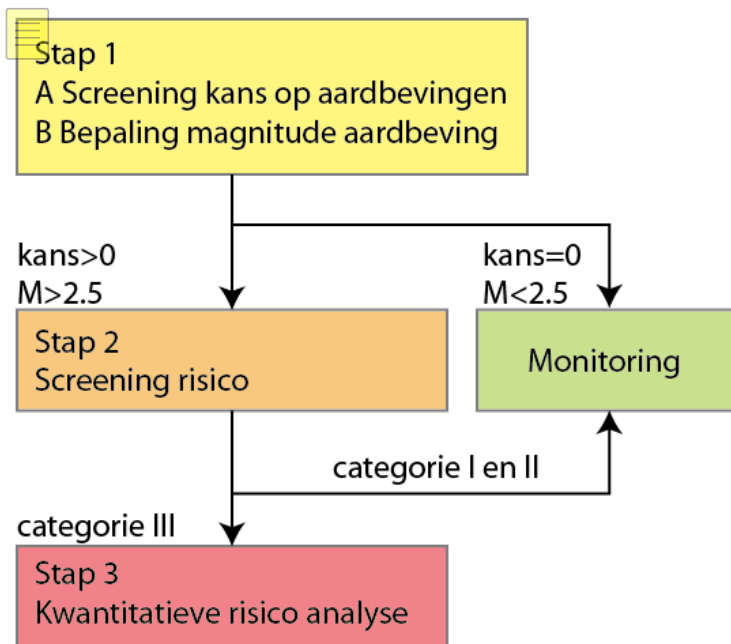 Stap 1
A Screening kans op aardbevingen
B Bepaling magnitude aardbeving
kans>0
M>2.5
kans=0
M<2.5
Stap 2
Screening risico
Monitoring
categorie I en II
categorie III
Stap 3
Kwantitatieve risico analyse